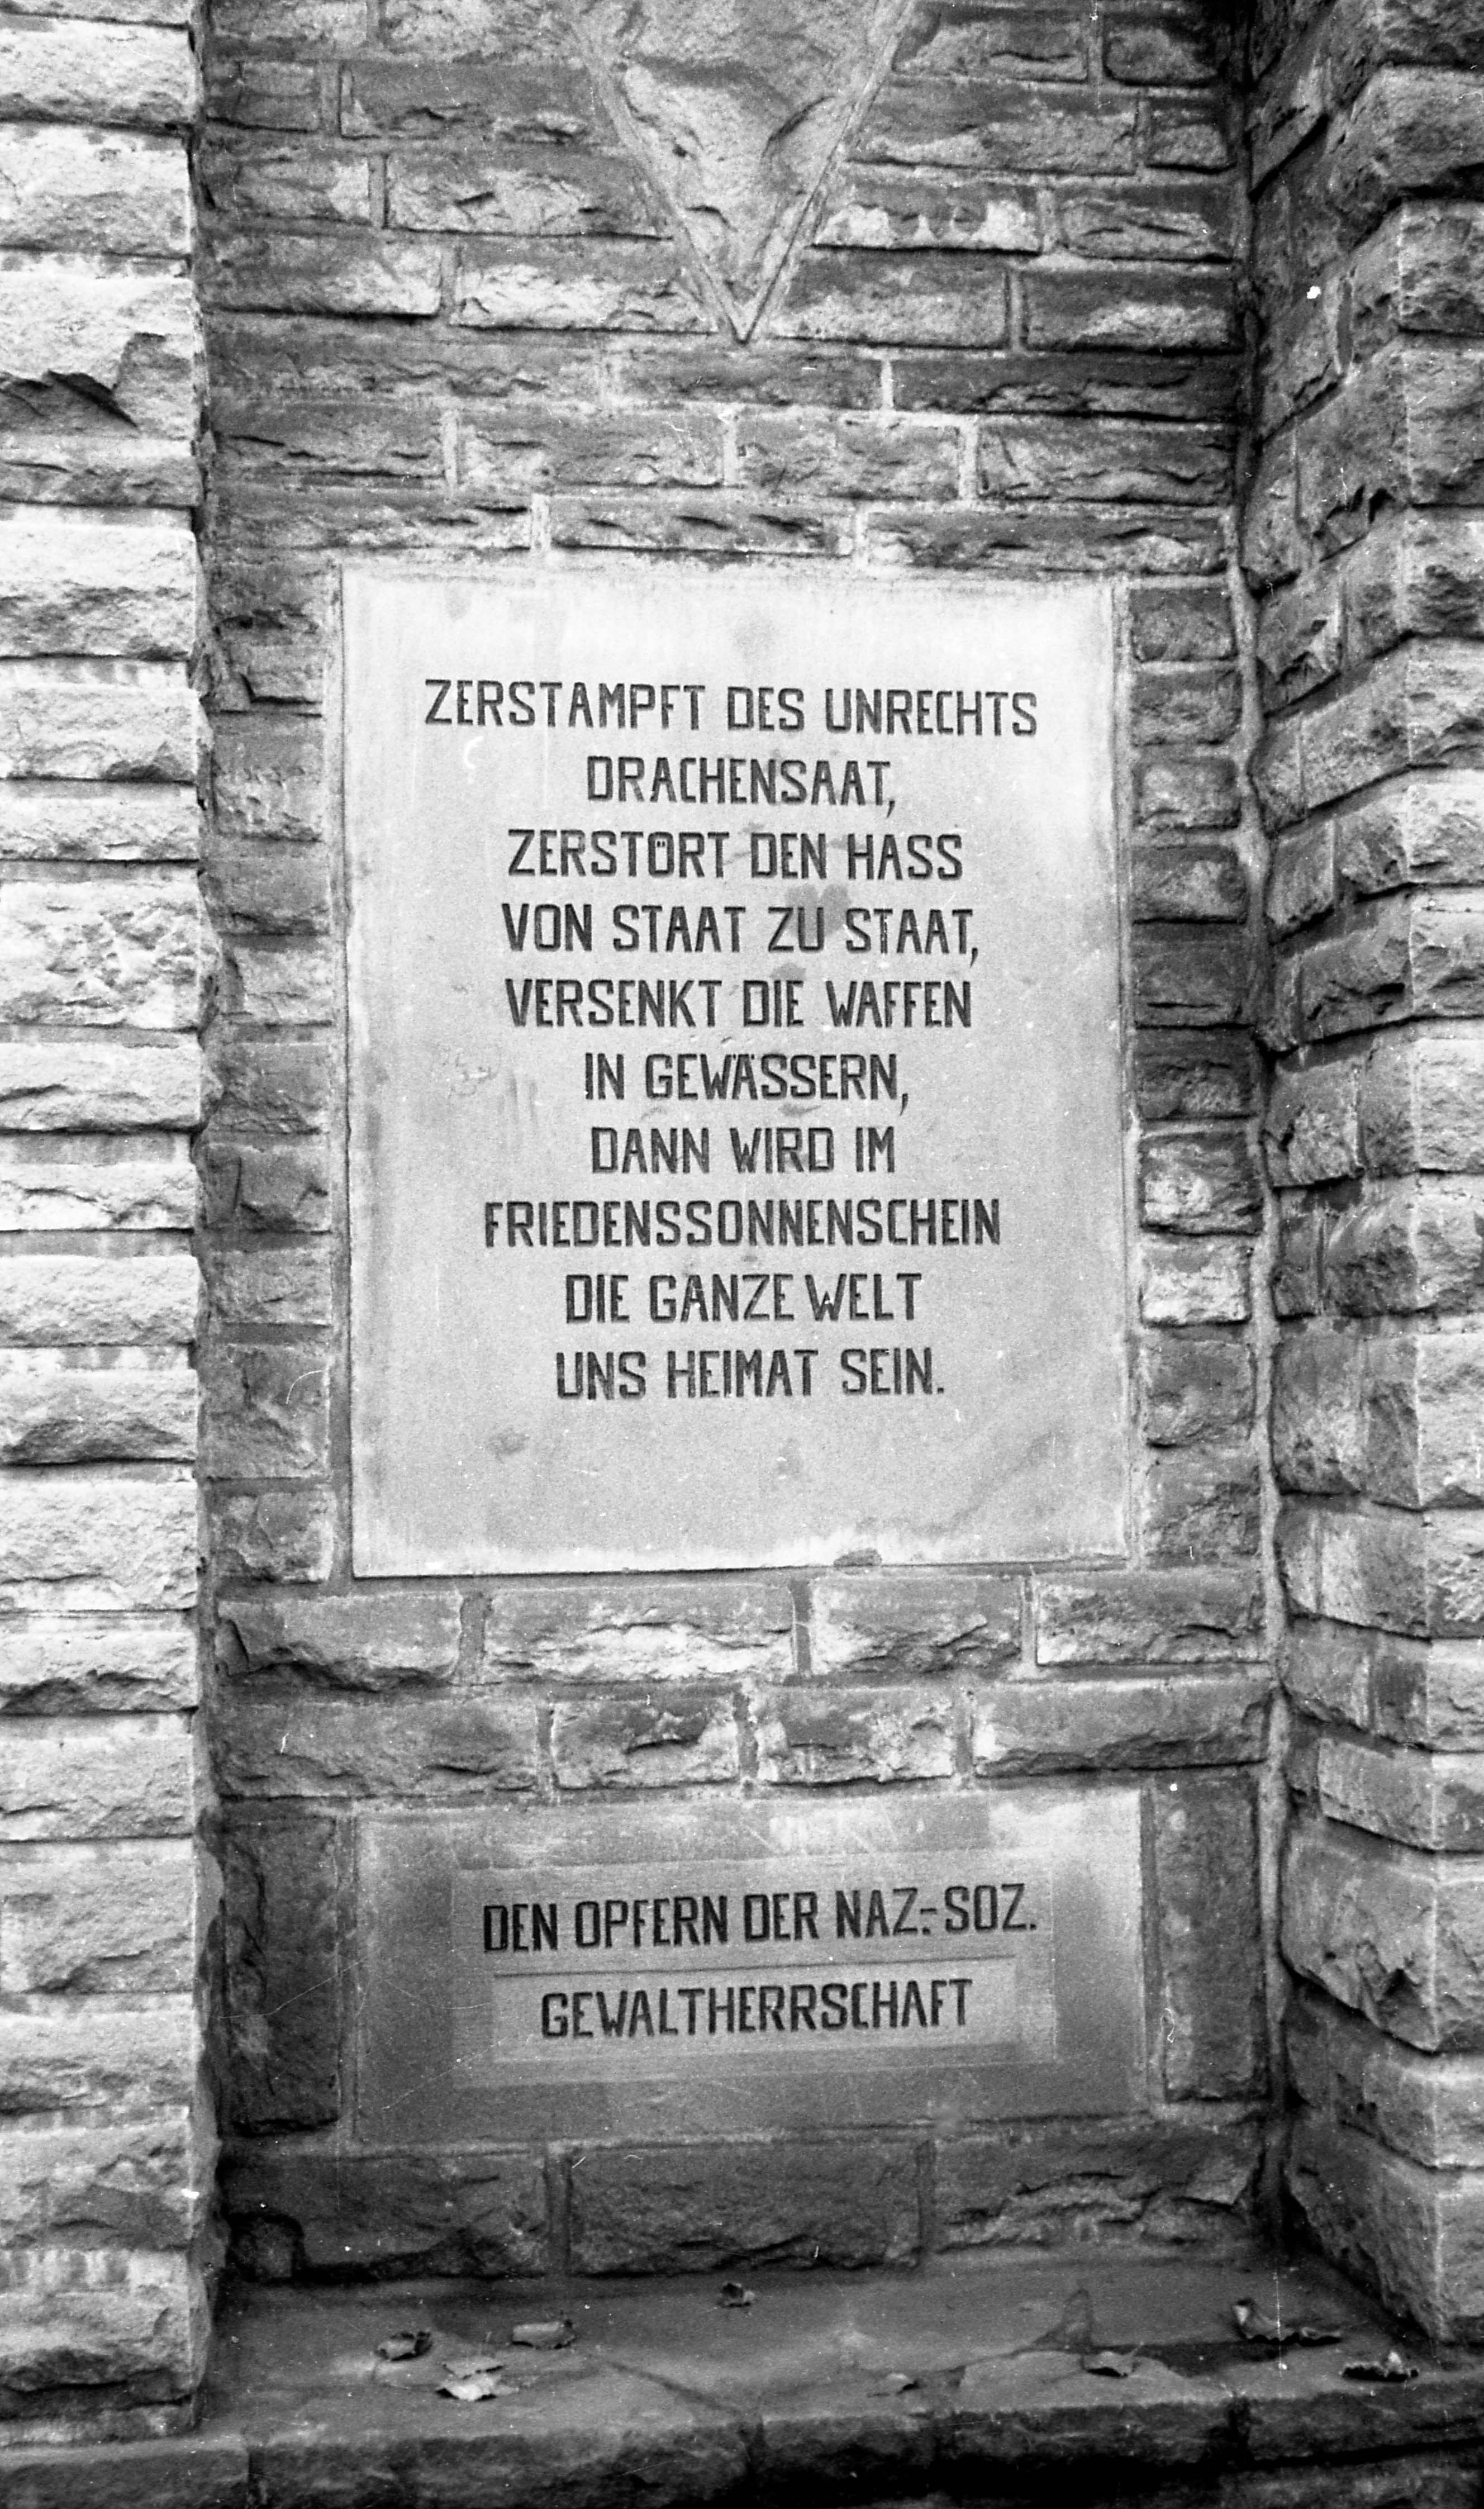 ZERSTAMPFT DES UNRECHTS
DRACHENSAAT,
ZERSTÖRT DEN HASS
VON STAAT ZU STAAT,
VERSENKT DIE WAFFEN
IN GEWÄSSERN,
DANN WIRD IM
FRIEDENSSONNENSCHEIN
DIE GANZE WELT
UNS HEIMAT SEIN.
DEN OPFERN DER NAZ.-SOZ.
GEWALTHERRSCHAFT